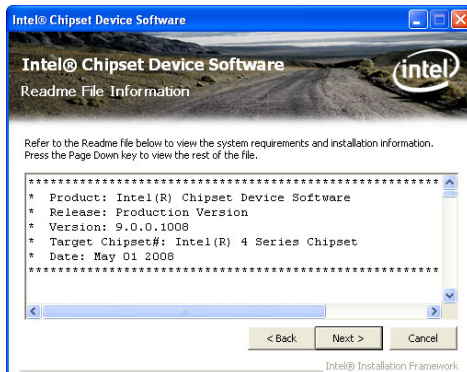 Intel® Chipset Device Software
Intel® Chipset Device Software
intel
Readme File Information
Refer to the Readme file below to view the system requirements and installation information.
Press the Page Down key to view the rest of the file.
************************************************
* Product: Intel(R) Chipset Device Software
* Release: Production Version
* Version: 9.0.0.1008
* Target Chipset#: Intel(R) 4 Series Chipset
* Date: May 01 2008
************************************************
< Back Next > Cancel
Intel® Installation Framework